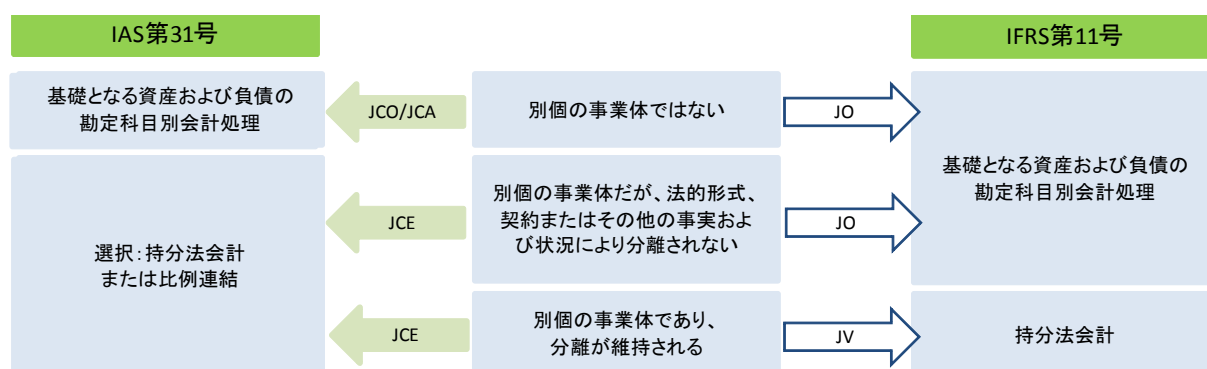 IAS第31号
IFRS第11号
基礎となる資産および負債の
勘定科目別会計処理
JCO/JCA
別個の事業体ではない
JO
基礎となる資産および負債の
勘定科目別会計処理
選択：持分法会計
または比例連結
JCE
別個の事業体だが、法的形式、
契約またはその他の事実およ
び状況により分離されない
JO
JCE
別個の事業体であり、
分離が維持される
JV
持分法会計